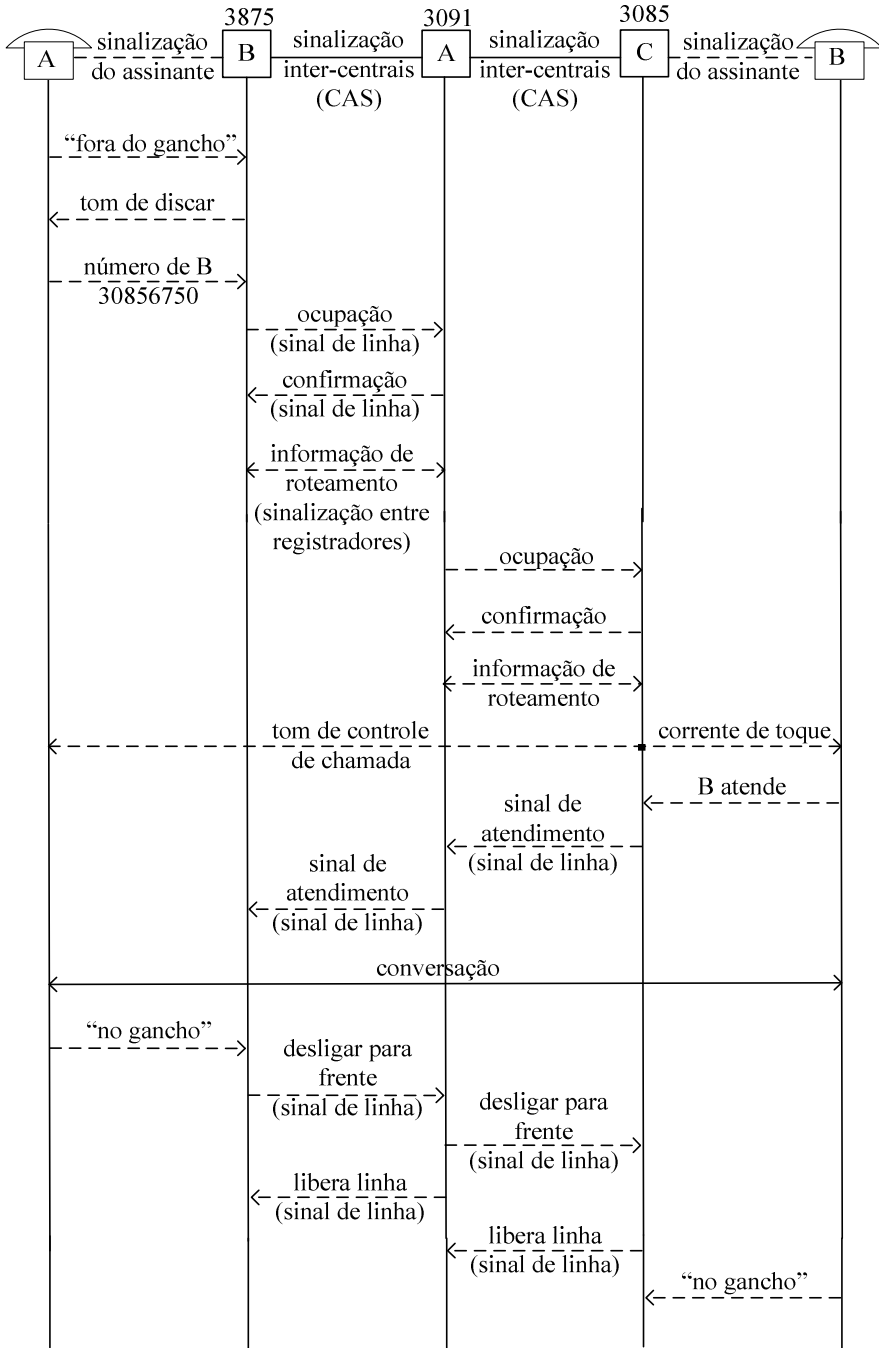 3875
3091
3085
A
sinalização
do assinante
B
sinalização
inter-centrais
(CAS)
A
sinalização
inter-centrais
(CAS)
C
sinalização
do assinante
B
“fora do gancho”
tom de discar
número de B
30856750
ocupação
(sinal de linha)
confirmação
(sinal de linha)
informação de
roteamento
(sinalização entre
registradores)
ocupação
confirmação
informação de
roteamento
tom de controle
de chamada
corrente de toque
B atende
sinal de
atendimento
(sinal de linha)
sinal de
atendimento
(sinal de linha)
conversação
“no gancho”
desligar para
frente
(sinal de linha)
desligar para
frente
(sinal de linha)
libera linha
(sinal de linha)
libera linha
(sinal de linha)
“no gancho”